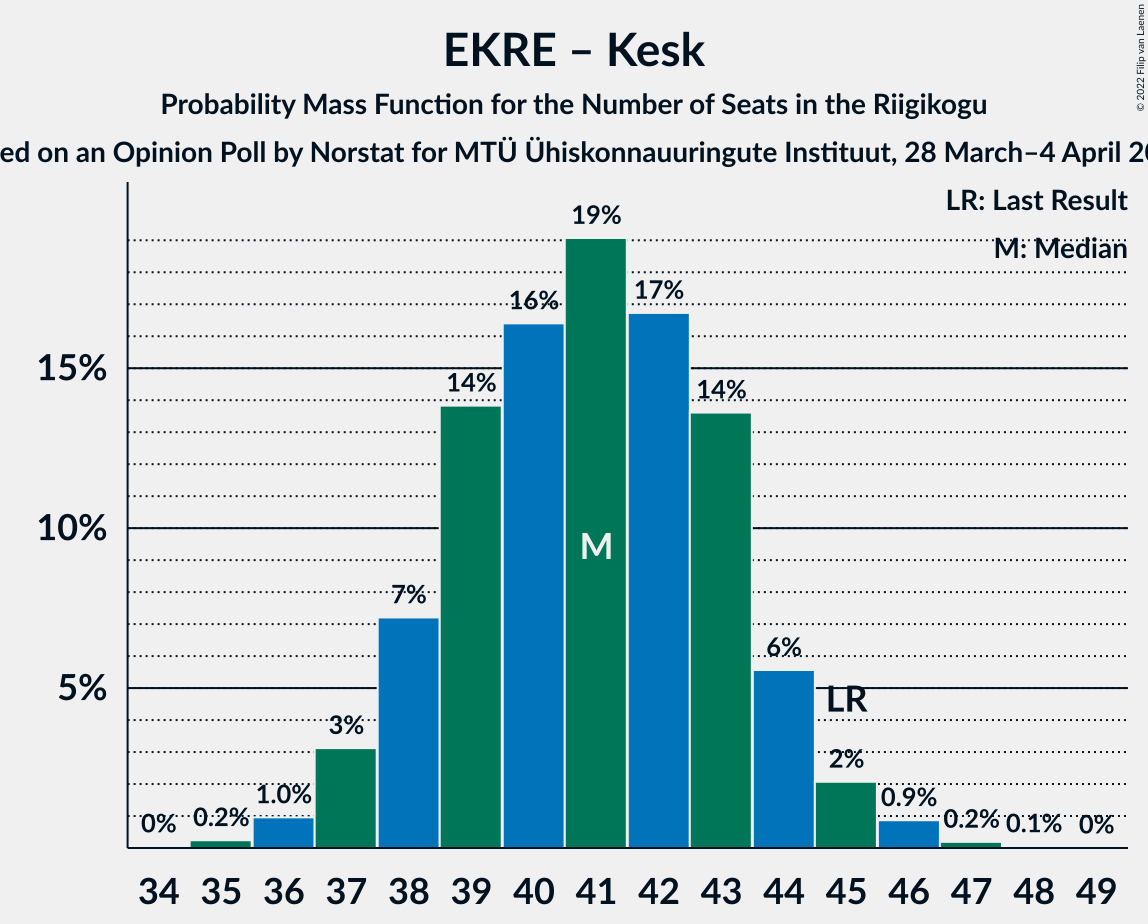 EKRE – Kesk
Probability Mass Function for the Number of Seats in the Riigikogu
on an Opinion Poll by Norstat for MTÜ Ühiskonnauuringute Instituut, 28 March–4 April
© 2022 Filip van Laenen
LR: Last Result
M: Median
15%
10%
5%
0%
0.2%
1.0%
3%
7%
14%
16%
19%
17%
14%
6%
2%
0.9%
0.2%
0.1%
0%
M
LR
34 35 36 37 38 39 40 41 42 43 44 45 46 47 48 49